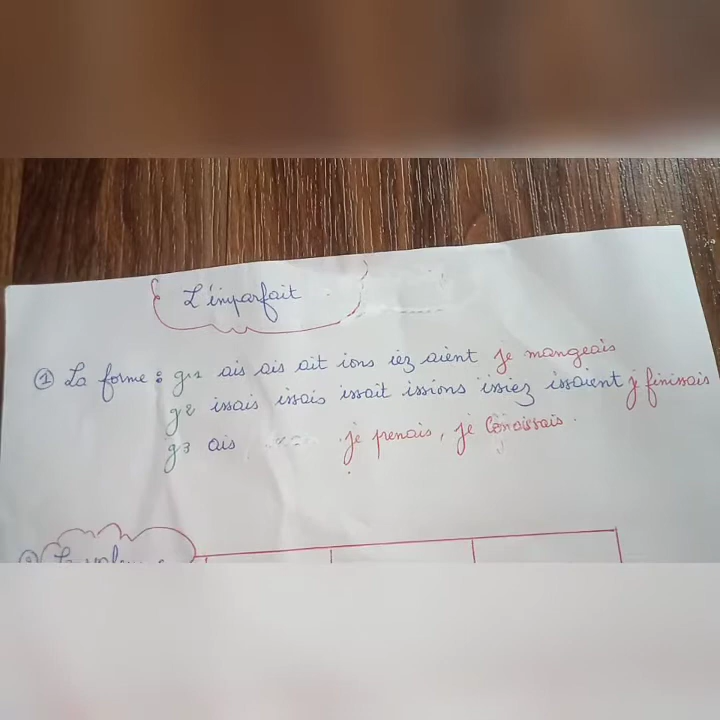 L'imparfait
① La forme : g1 ais ais ait ions iez aient je mangeais
g2 issais issais issait issions issiez issaient je finissais
g3 ais je prenais, je conaissais.